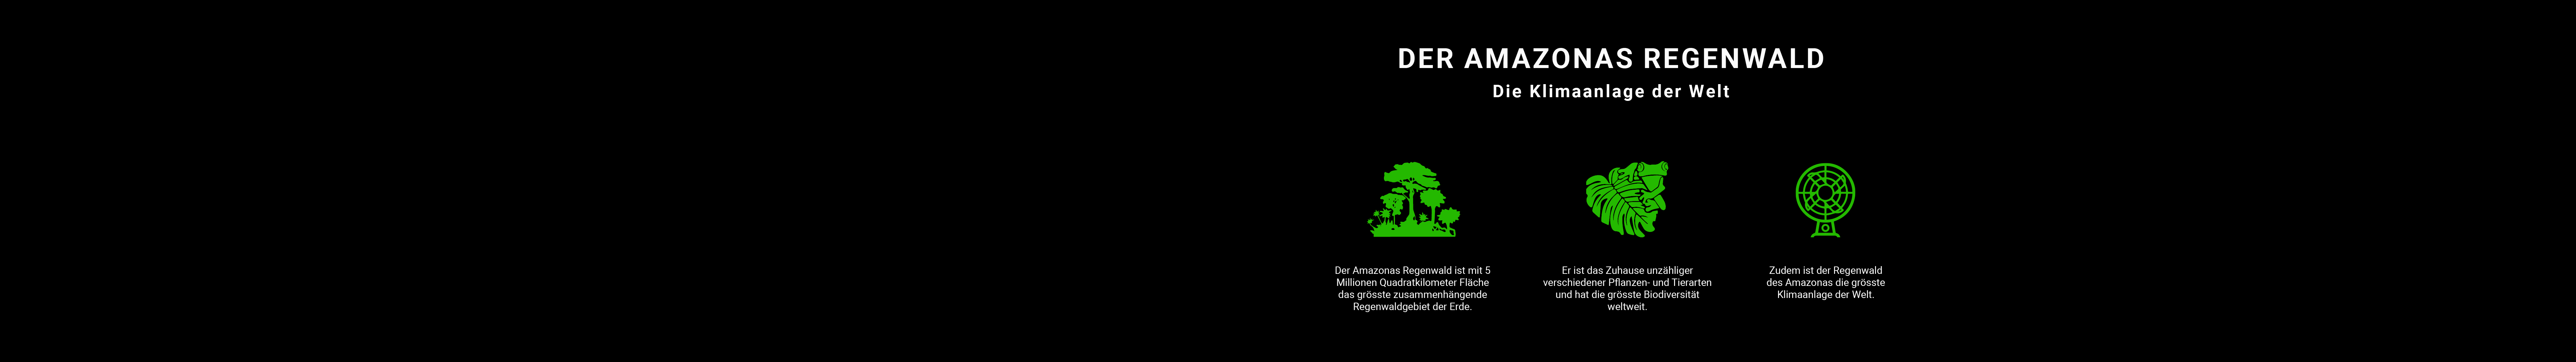 DER AMAZONAS REGENWALD
Die Klimaanlage der Welt
Der Amazonas Regenwald ist mit 5
Millionen Quadratkilometer Fläche
das grösste zusammenhängende
Regenwaldgebiet der Erde.
Er ist das Zuhause unzähliger
verschiedener Pflanzen- und Tierarten
und hat die grösste Biodiversität
weltweit.
Zudem ist der Regenwald
des Amazonas die grösste
Klimaanlage der Welt.